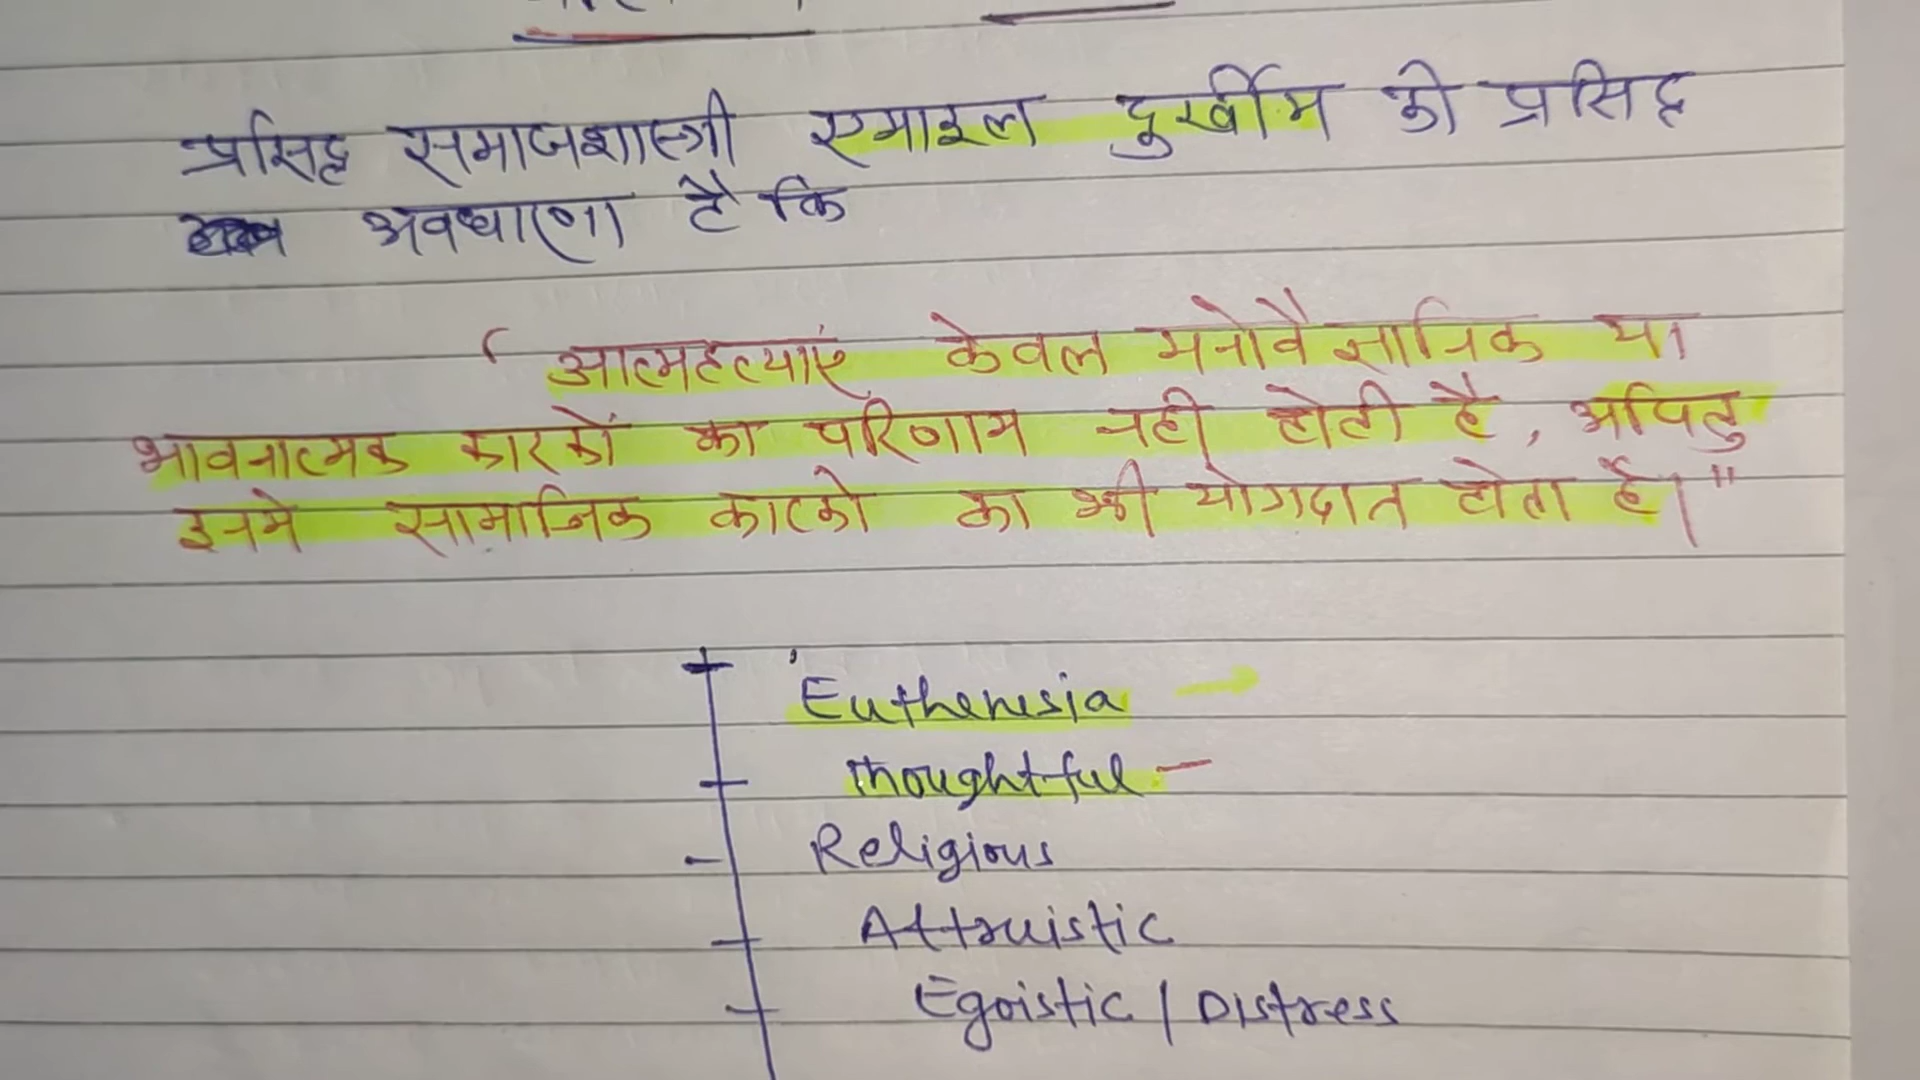 प्रसिद्ध समाजशास्त्री एमाइल दुर्खीम की प्रसिद्ध
अवधारणा है कि
" आत्महत्याएं केवल मनोवैज्ञानिक या
भावनात्मक कारकों का परिणाम नही होती है, अपितु
इनमे सामाजिक कारको का भी योगदान होता है।"
Euthenesia →
thoughtful -
Religious
Attruistic
Egoistic / Distress